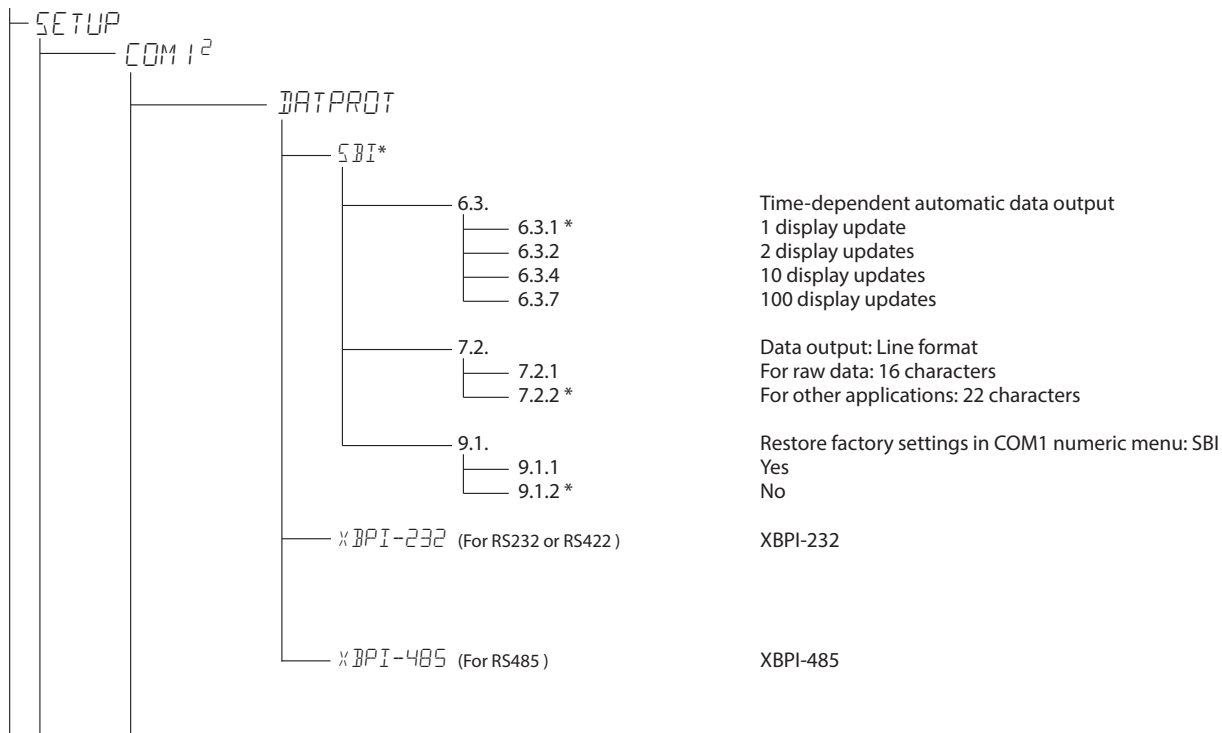 SETUP
COM1²
DATPROT
SBI*
6.3. Time-dependent automatic data output
6.3.1 * 1 display update
6.3.2 2 display updates
6.3.4 10 display updates
6.3.7 100 display updates
7.2. Data output: Line format
7.2.1 For raw data: 16 characters
7.2.2 * For other applications: 22 characters
9.1. Restore factory settings in COM1 numeric menu: SBI
9.1.1 Yes
9.1.2 * No
XBPI-232 (For RS232 or RS422 ) XBPI-232
XBPI-485 (For RS485 ) XBPI-485